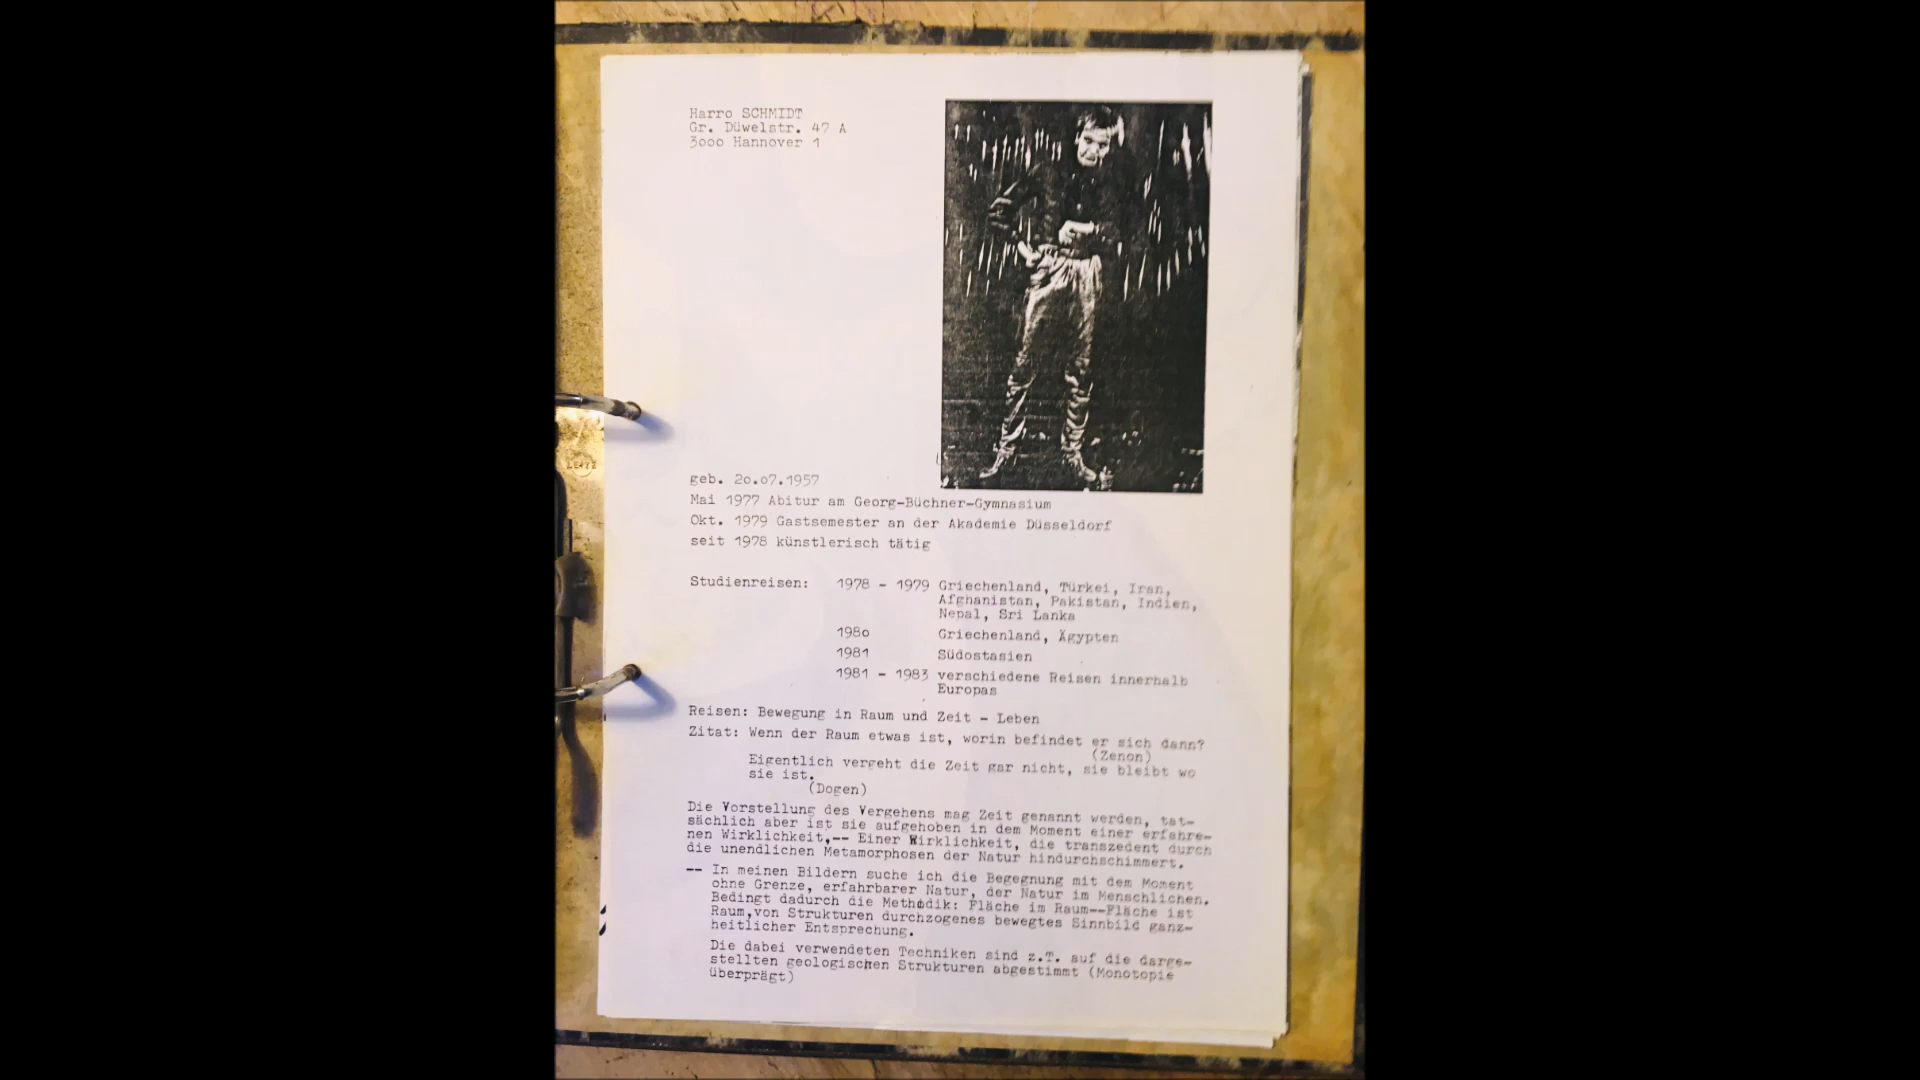 Harro SCHMIDT
Gr. Düwelstr. 47 A
3ooo Hannover 1
geb. 2o.o7.1957
Mai 1977 Abitur am Georg-Büchner-Gymnasium
Okt. 1979 Gastsemester an der Akademie Düsseldorf
seit 1978 künstlerisch tätig
Studienreisen: 1978 - 1979 Griechenland, Türkei, Iran,
Afghanistan, Pakistan, Indien,
Nepal, Sri Lanka
198o Griechenland, Ägypten
1981 Südostasien
1981 - 1983 verschiedene Reisen innerhalb
Europas
Reisen: Bewegung in Raum und Zeit - Leben
Zitat: Wenn der Raum etwas ist, worin befindet er sich dann?
(Zenon)
Eigentlich vergeht die Zeit gar nicht, sie bleibt wo
sie ist.
(Dogen)
Die Vorstellung des Vergehens mag Zeit genannt werden, tat-
sächlich aber ist sie aufgehoben in dem Moment einer erfahre-
nen Wirklichkeit,-- Einer Wirklichkeit, die transzedent durch
die unendlichen Metamorphosen der Natur hindurchschimmert.
-- In meinen Bildern suche ich die Begegnung mit dem Moment
ohne Grenze, erfahrbarer Natur, der Natur im Menschlichen.
Bedingt dadurch die Methodik: Fläche im Raum--Fläche ist
Raum,von Strukturen durchzogenes bewegtes Sinnbild ganz-
heitlicher Entsprechung.
Die dabei verwendeten Techniken sind z.T. auf die darge-
stellten geologischen Strukturen abgestimmt (Monotopie
überprägt)
LEITZ